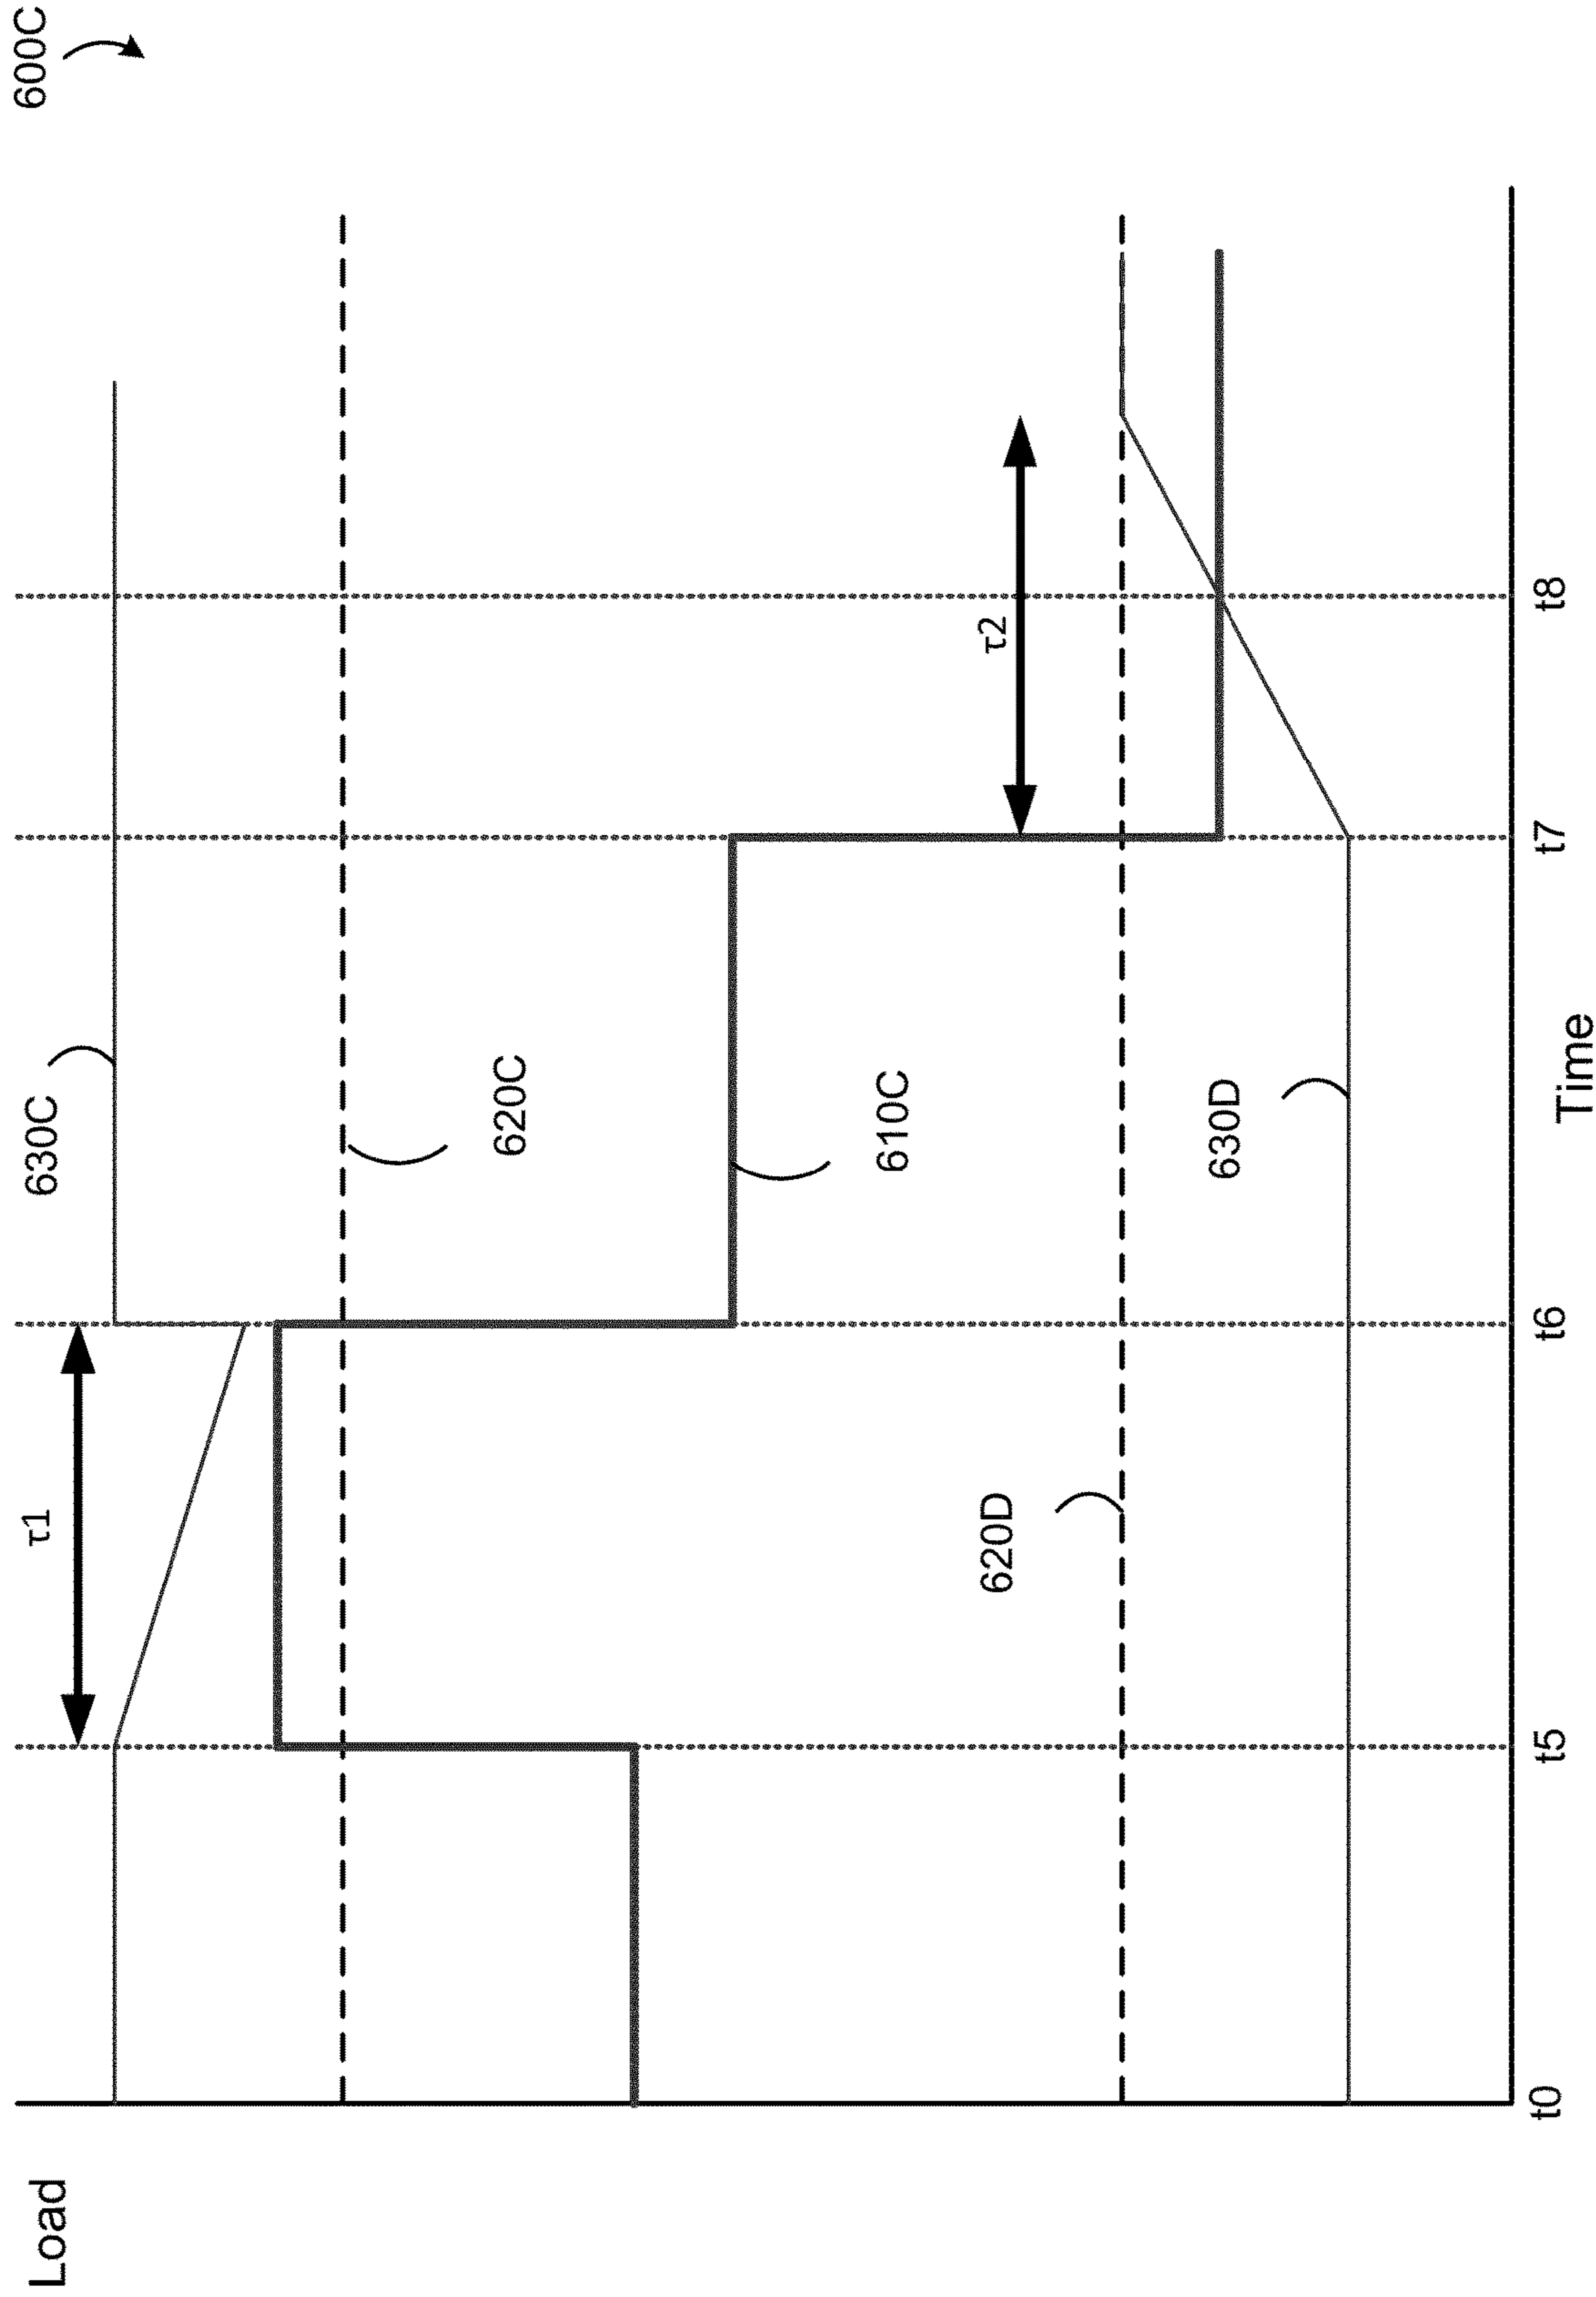 600C
Load
τ1
630C
620C
610C
τ2
620D
630D
t0
t5
t6
t7
t8
Time